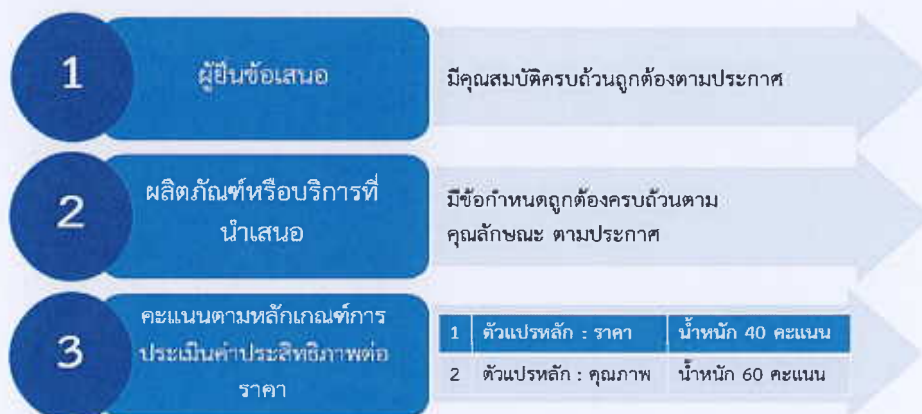 1
ผู้ยื่นข้อเสนอ
มีคุณสมบัติครบถ้วนถูกต้องตามประกาศ
2
ผลิตภัณฑ์หรือบริการที่
นำเสนอ
มีข้อกำหนดถูกต้องครบถ้วนตาม
คุณลักษณะ ตามประกาศ
3
คะแนนตามหลักเกณฑ์การ
ประเมินค่าประสิทธิภาพต่อ
ราคา
1 ตัวแปรหลัก : ราคา น้ำหนัก 40 คะแนน
2 ตัวแปรหลัก : คุณภาพ น้ำหนัก 60 คะแนน